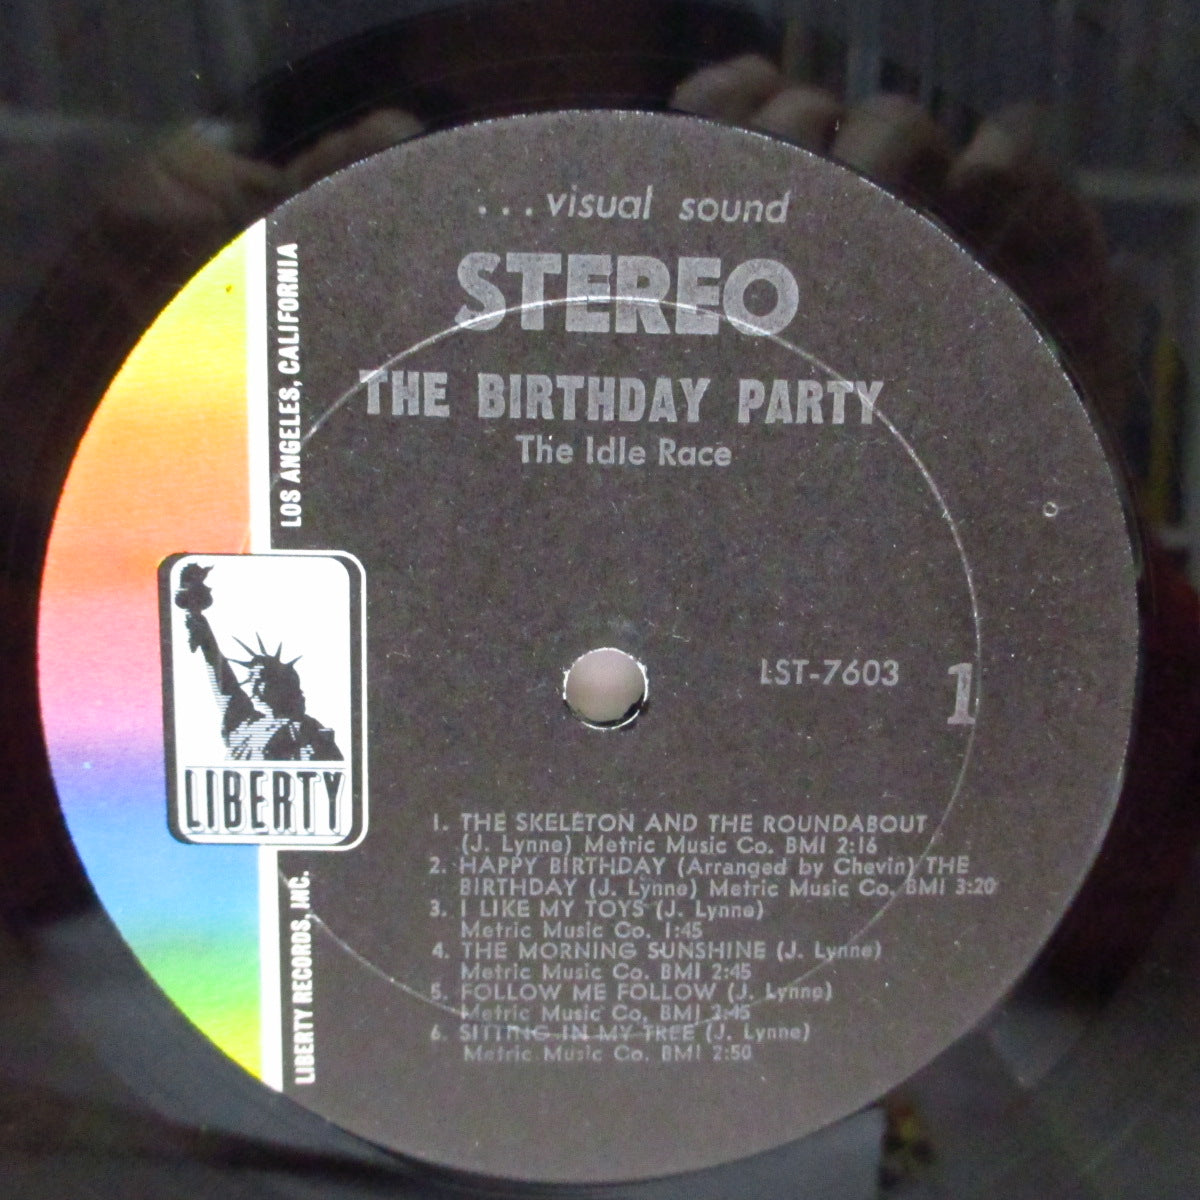 ...visual sound
STEREO
THE BIRTHDAY PARTY
The Idle Race
LOS ANGELES, CALIFORNIA
LIBERTY
LIBERTY RECORDS, INC.
LST-7603
1
1. THE SKELETON AND THE ROUNDABOUT
(J. Lynne) Metric Music Co. BMI 2:16
2. HAPPY BIRTHDAY (Arranged by Chevin) THE
BIRTHDAY (J. Lynne) Metric Music Co. BMI 3:20
3. I LIKE MY TOYS (J. Lynne)
Metric Music Co. 1:45
4. THE MORNING SUNSHINE (J. Lynne)
Metric Music Co. BMI 2:45
5. FOLLOW ME FOLLOW (J. Lynne)
Metric Music Co. BMI
6. SITTING IN MY TREE (J. Lynne)
Metric Music Co. BMI 2:50